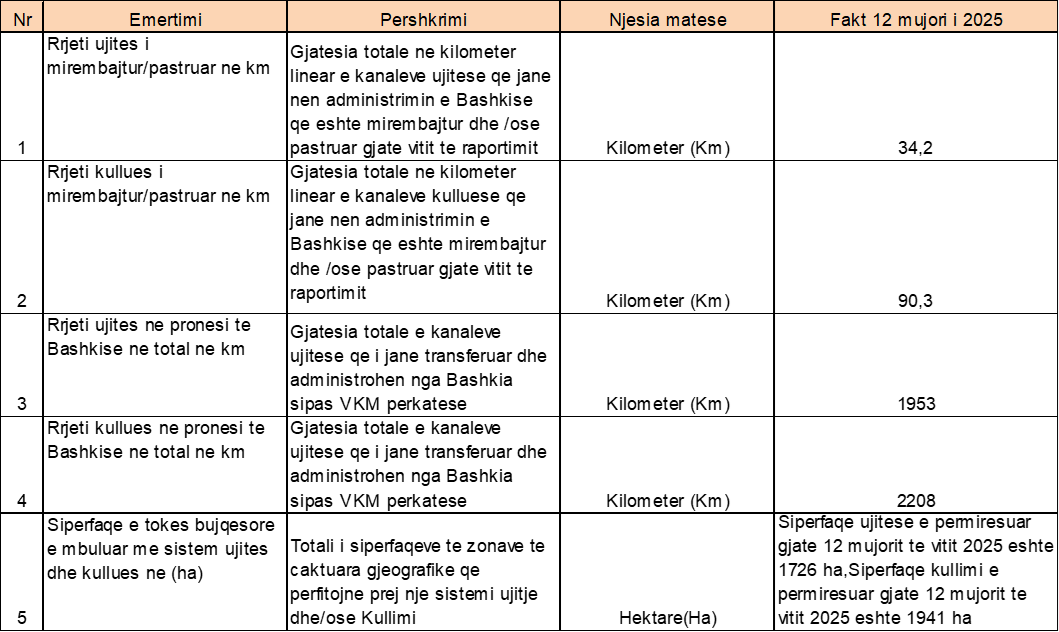 Nr Emertimi Pershkrimi Njesia matese Fakt 12 mujori i 2025
1
Rrjeti ujites i
mirembajtur/pastruar ne km
Gjatesia totale ne kilometer
linear e kanaleve ujitese qe jane
nen administrimin e Bashkise
qe eshte mirembajtur dhe /ose
pastruar gjate vitit te raportimit
Kilometer (Km)
34,2
2
Rrjeti kullues i
mirembajtur/pastruar ne km
Gjatesia totale ne kilometer
linear e kanaleve kulluese qe
jane nen administrimin e
Bashkise qe eshte mirembajtur
dhe /ose pastruar gjate vitit te
raportimit
Kilometer (Km)
90,3
3
Rrjeti ujites ne pronesi te
Bashkise ne total ne km
Gjatesia totale e kanaleve
ujitese qe i jane transferuar dhe
administrohen nga Bashkia
sipas VKM perkatese
Kilometer (Km)
1953
4
Rrjeti kullues ne pronesi te
Bashkise ne total ne km
Gjatesia totale e kanaleve
ujitese qe i jane transferuar dhe
administrohen nga Bashkia
sipas VKM perkatese
Kilometer (Km)
2208
5
Siperfaqe e tokes bujqesore
e mbuluar me sistem ujites
dhe kullues ne (ha)
Totali i siperfaqeve te zonave te
caktuara gjeografike qe
perfitojne prej nje sistemi ujitje
dhe/ose Kullimi
Hektare(Ha)
Siperfaqe ujitese e permiresuar
gjate 12 mujorit te vitit 2025 eshte
1726 ha,Siperfaqe kullimi e
permiresuar gjate 12 mujorit te
vitit 2025 eshte 1941 ha